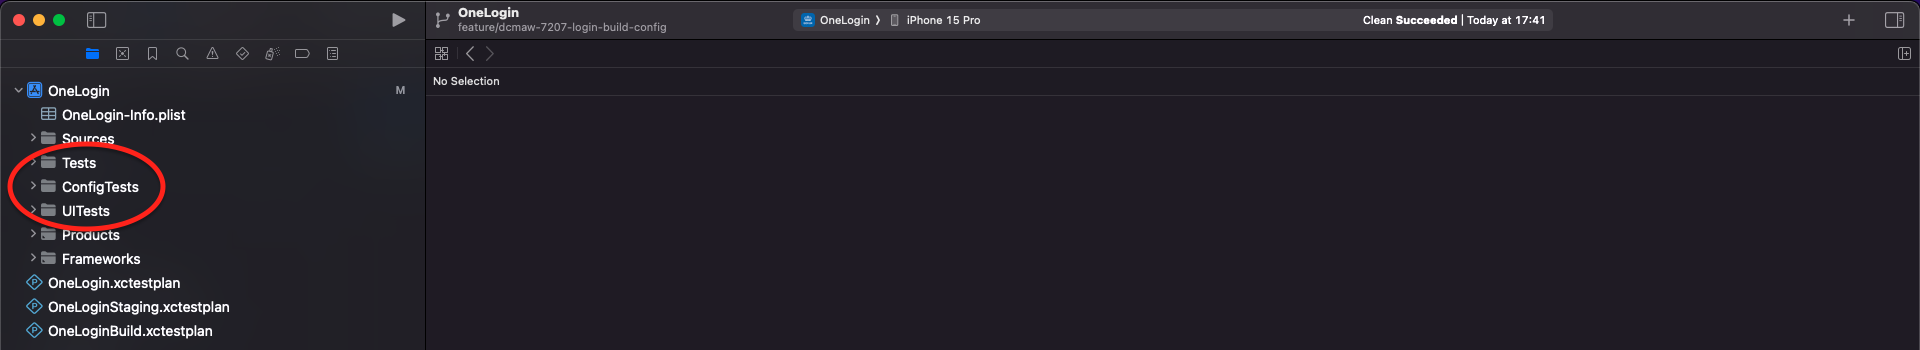 OneLogin
feature/dcmaw-7207-login-build-config
OneLogin 〉 iPhone 15 Pro
Clean Succeeded | Today at 17:41
No Selection
OneLogin M
OneLogin-Info.plist
Sources
Tests
ConfigTests
UITests
Products
Frameworks
OneLogin.xctestplan
OneLoginStaging.xctestplan
OneLoginBuild.xctestplan